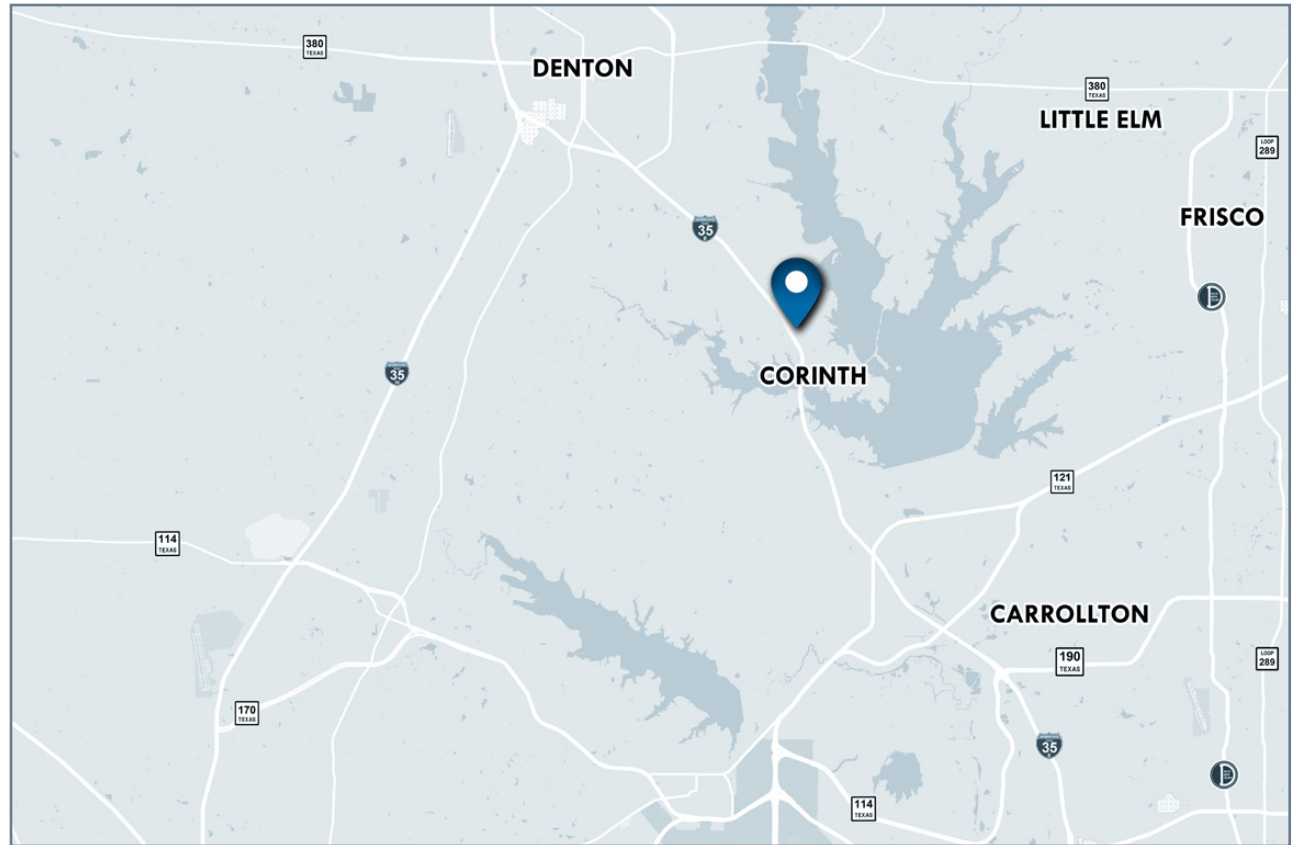 380
TEXAS
DENTON
380
TEXAS
LITTLE ELM
LOOP
289
FRISCO
35
35
CORINTH
121
TEXAS
114
TEXAS
CARROLLTON
190
TEXAS
LOOP
289
170
TEXAS
35
114
TEXAS